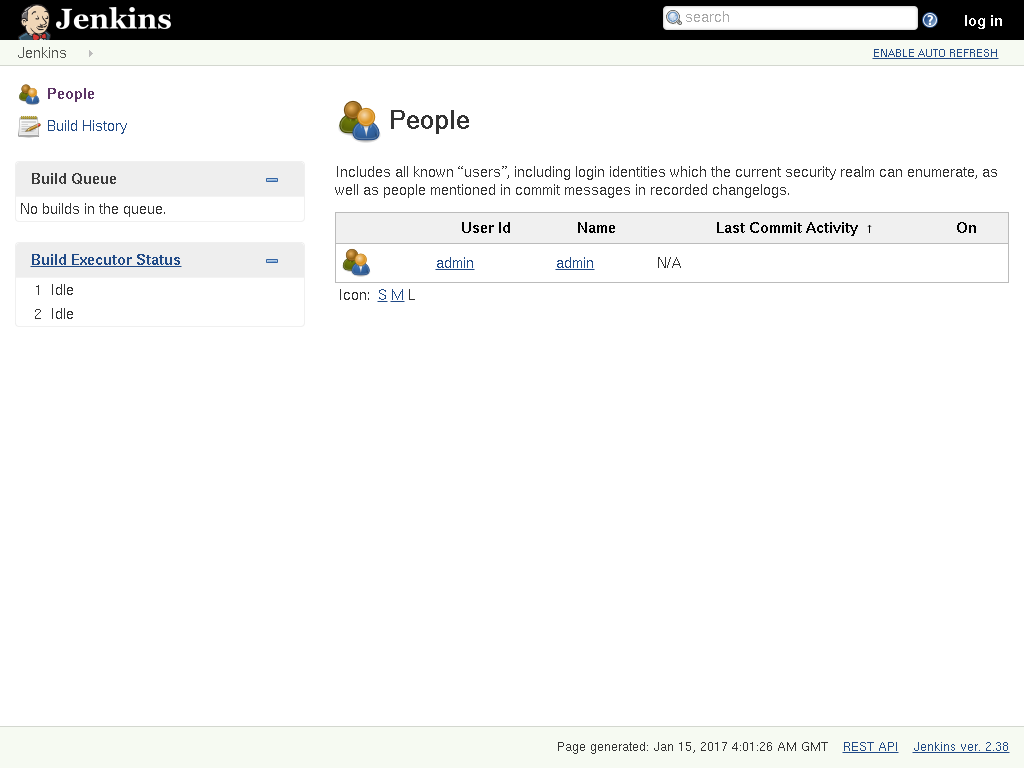 Jenkins
search
log in
Jenkins
ENABLE AUTO REFRESH
People
Build History
Build Queue
No builds in the queue.
Build Executor Status
1 Idle
2 Idle
People
Includes all known “users”, including login identities which the current security realm can enumerate, as
well as people mentioned in commit messages in recorded changelogs.
User Id Name Last Commit Activity ↑ On
admin admin N/A
Icon: S M L
Page generated: Jan 15, 2017 4:01:26 AM GMT REST API Jenkins ver. 2.38